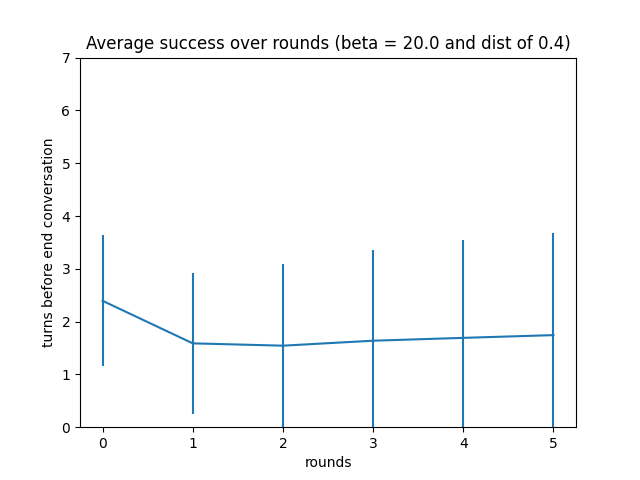 Average success over rounds (beta = 20.0 and dist of 0.4)
7
6
5
4
3
2
1
0
turns before end conversation
0 1 2 3 4 5
rounds